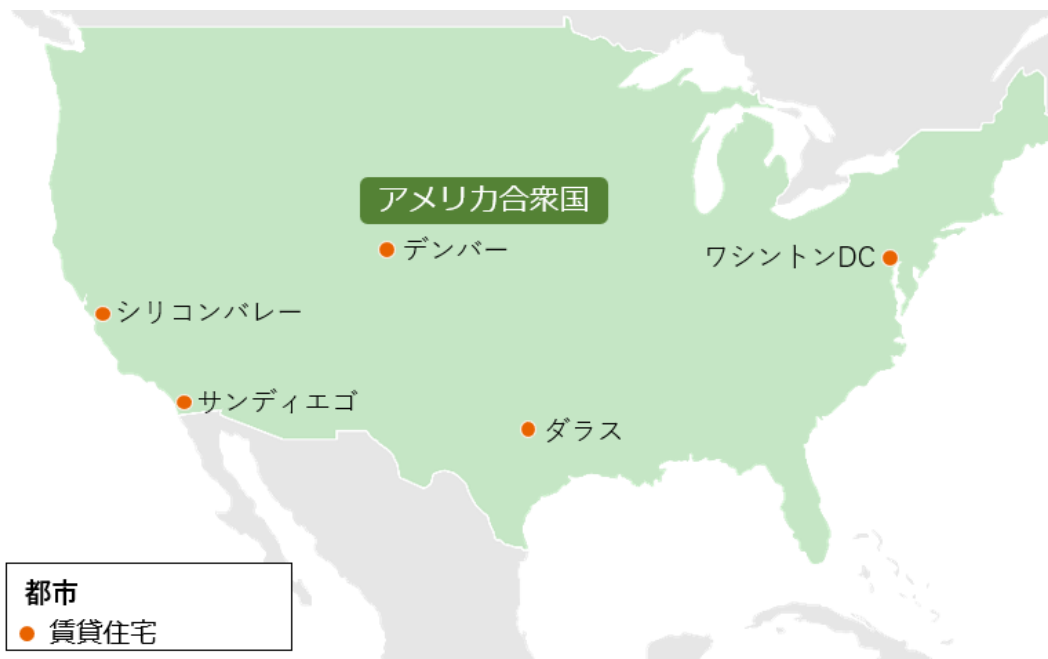 アメリカ合衆国
デンバー
ワシントンDC
シリコンバレー
サンディエゴ
ダラス
都市
賃貸住宅